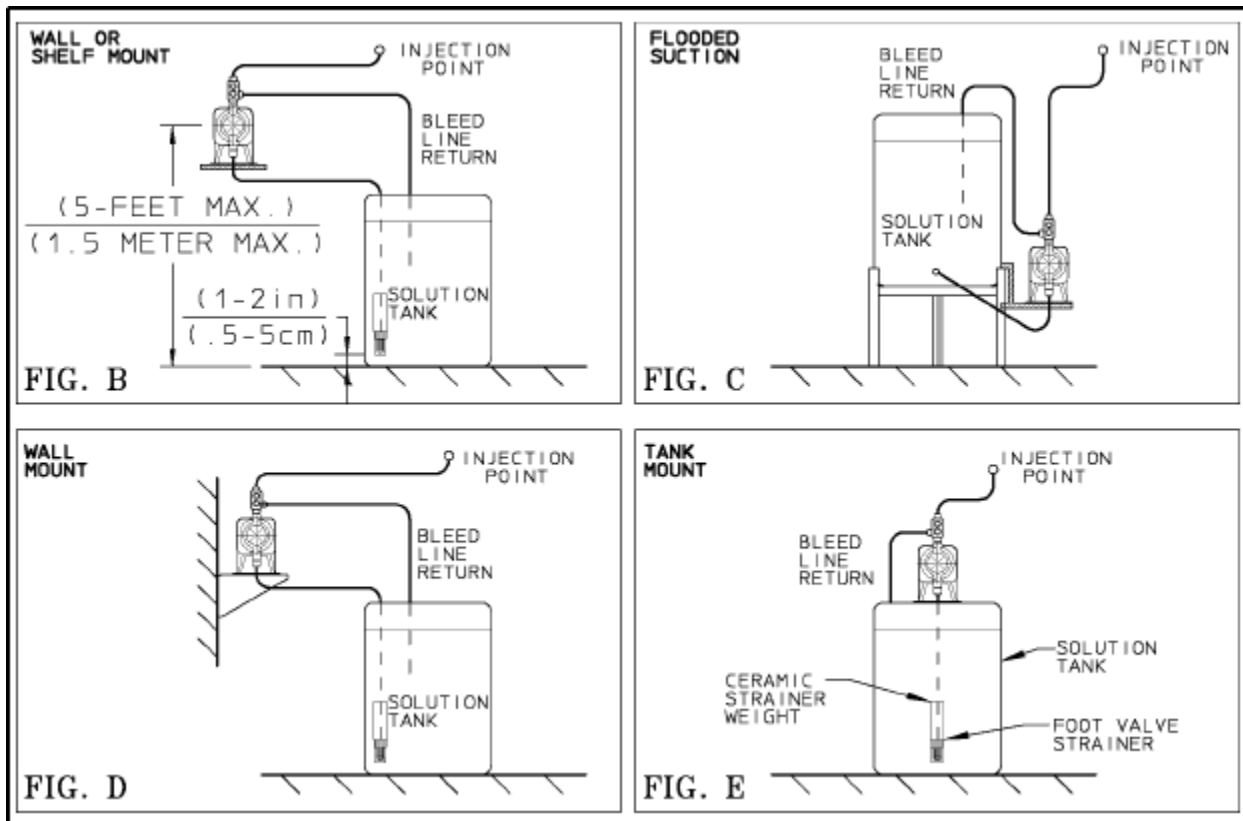 WALL OR
SHELF MOUNT
INJECTION
POINT
BLEED
LINE
RETURN
(5-FEET MAX.)
(1.5 METER MAX.)
(1-2in)
(.5-5cm)
SOLUTION
TANK
FIG. B
FLOODED
SUCTION
BLEED
LINE
RETURN
INJECTION
POINT
SOLUTION
TANK
FIG. C
WALL
MOUNT
INJECTION
POINT
BLEED
LINE
RETURN
SOLUTION
TANK
FIG. D
TANK
MOUNT
INJECTION
POINT
BLEED
LINE
RETURN
SOLUTION
TANK
CERAMIC
STRAINER
WEIGHT
FOOT VALVE
STRAINER
FIG. E